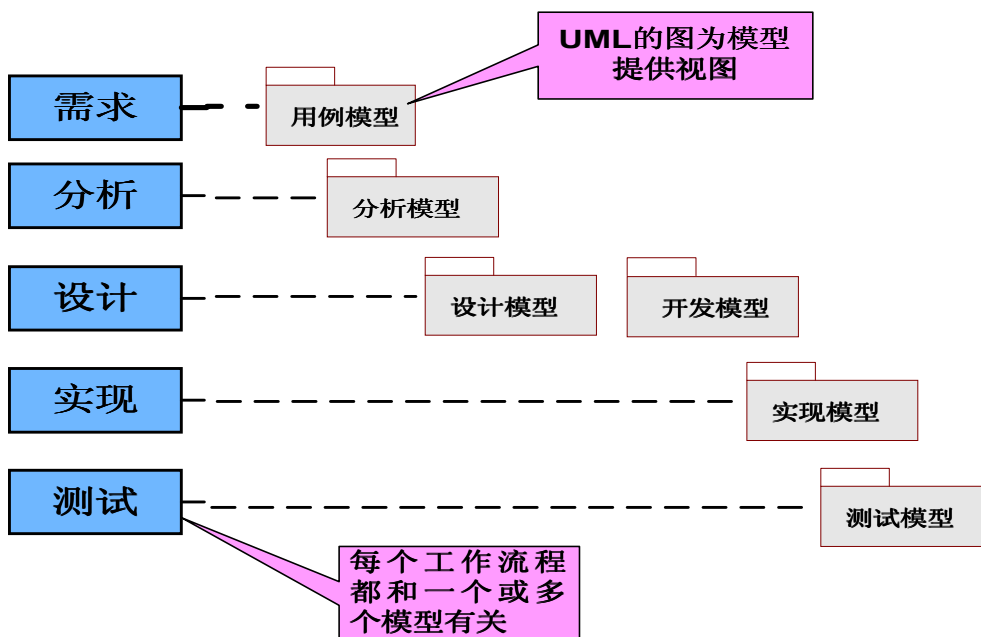 UML的图为模型
提供视图
需求
用例模型
分析
分析模型
设计
设计模型
开发模型
实现
实现模型
测试
测试模型
每个工作流程
都和一个或多
个模型有关